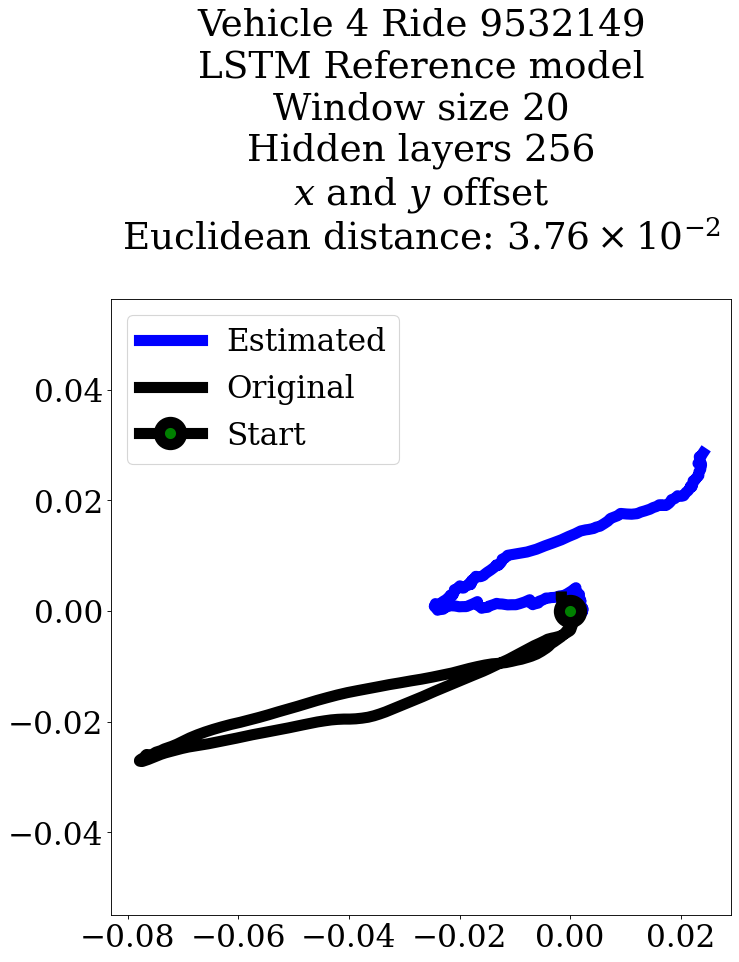 Vehicle 4 Ride 9532149
LSTM Reference model
Window size 20
Hidden layers 256
x and y offset
Euclidean distance: 3.76 × 10⁻²
Estimated
Original
Start
0.04
0.02
0.00
−0.02
−0.04
−0.08 −0.06 −0.04 −0.02 0.00 0.02